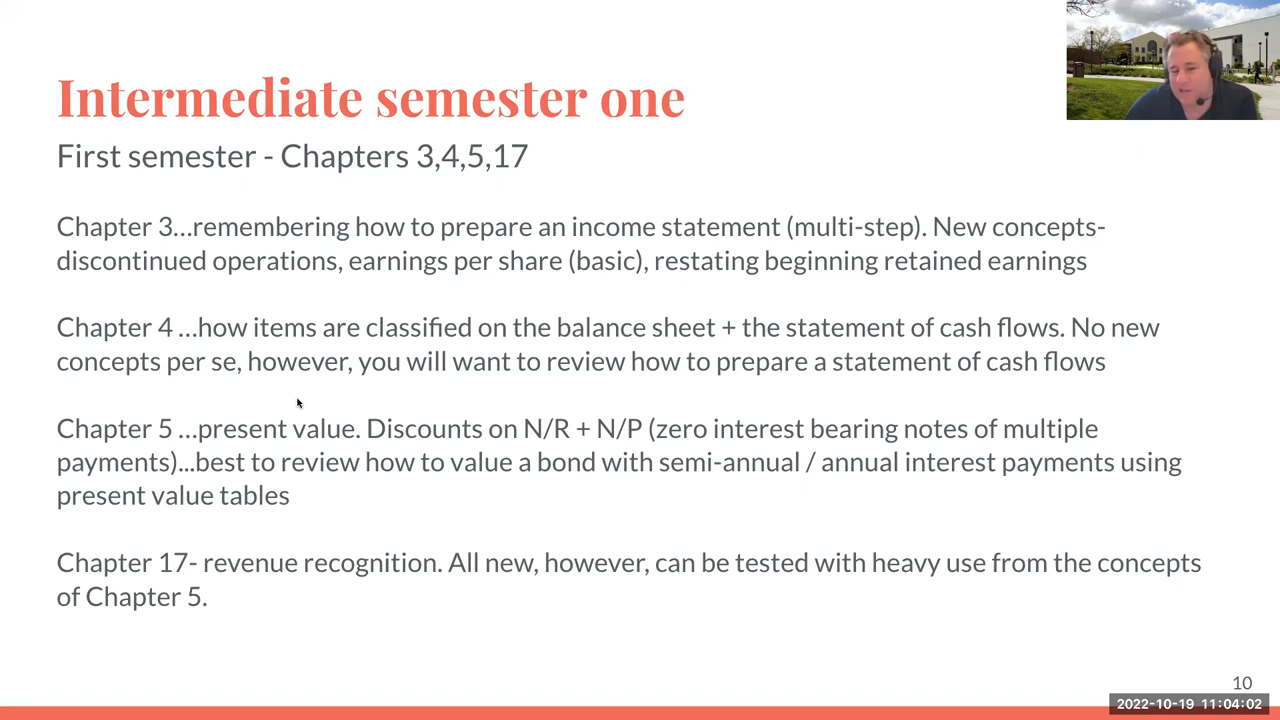 Intermediate semester one
First semester - Chapters 3,4,5,17
Chapter 3...remembering how to prepare an income statement (multi-step). New concepts-
discontinued operations, earnings per share (basic), restating beginning retained earnings
Chapter 4 ...how items are classified on the balance sheet + the statement of cash flows. No new
concepts per se, however, you will want to review how to prepare a statement of cash flows
Chapter 5 ...present value. Discounts on N/R + N/P (zero interest bearing notes of multiple
payments)...best to review how to value a bond with semi-annual / annual interest payments using
present value tables
Chapter 17- revenue recognition. All new, however, can be tested with heavy use from the concepts
of Chapter 5.
10
2022-10-19 11:04:02